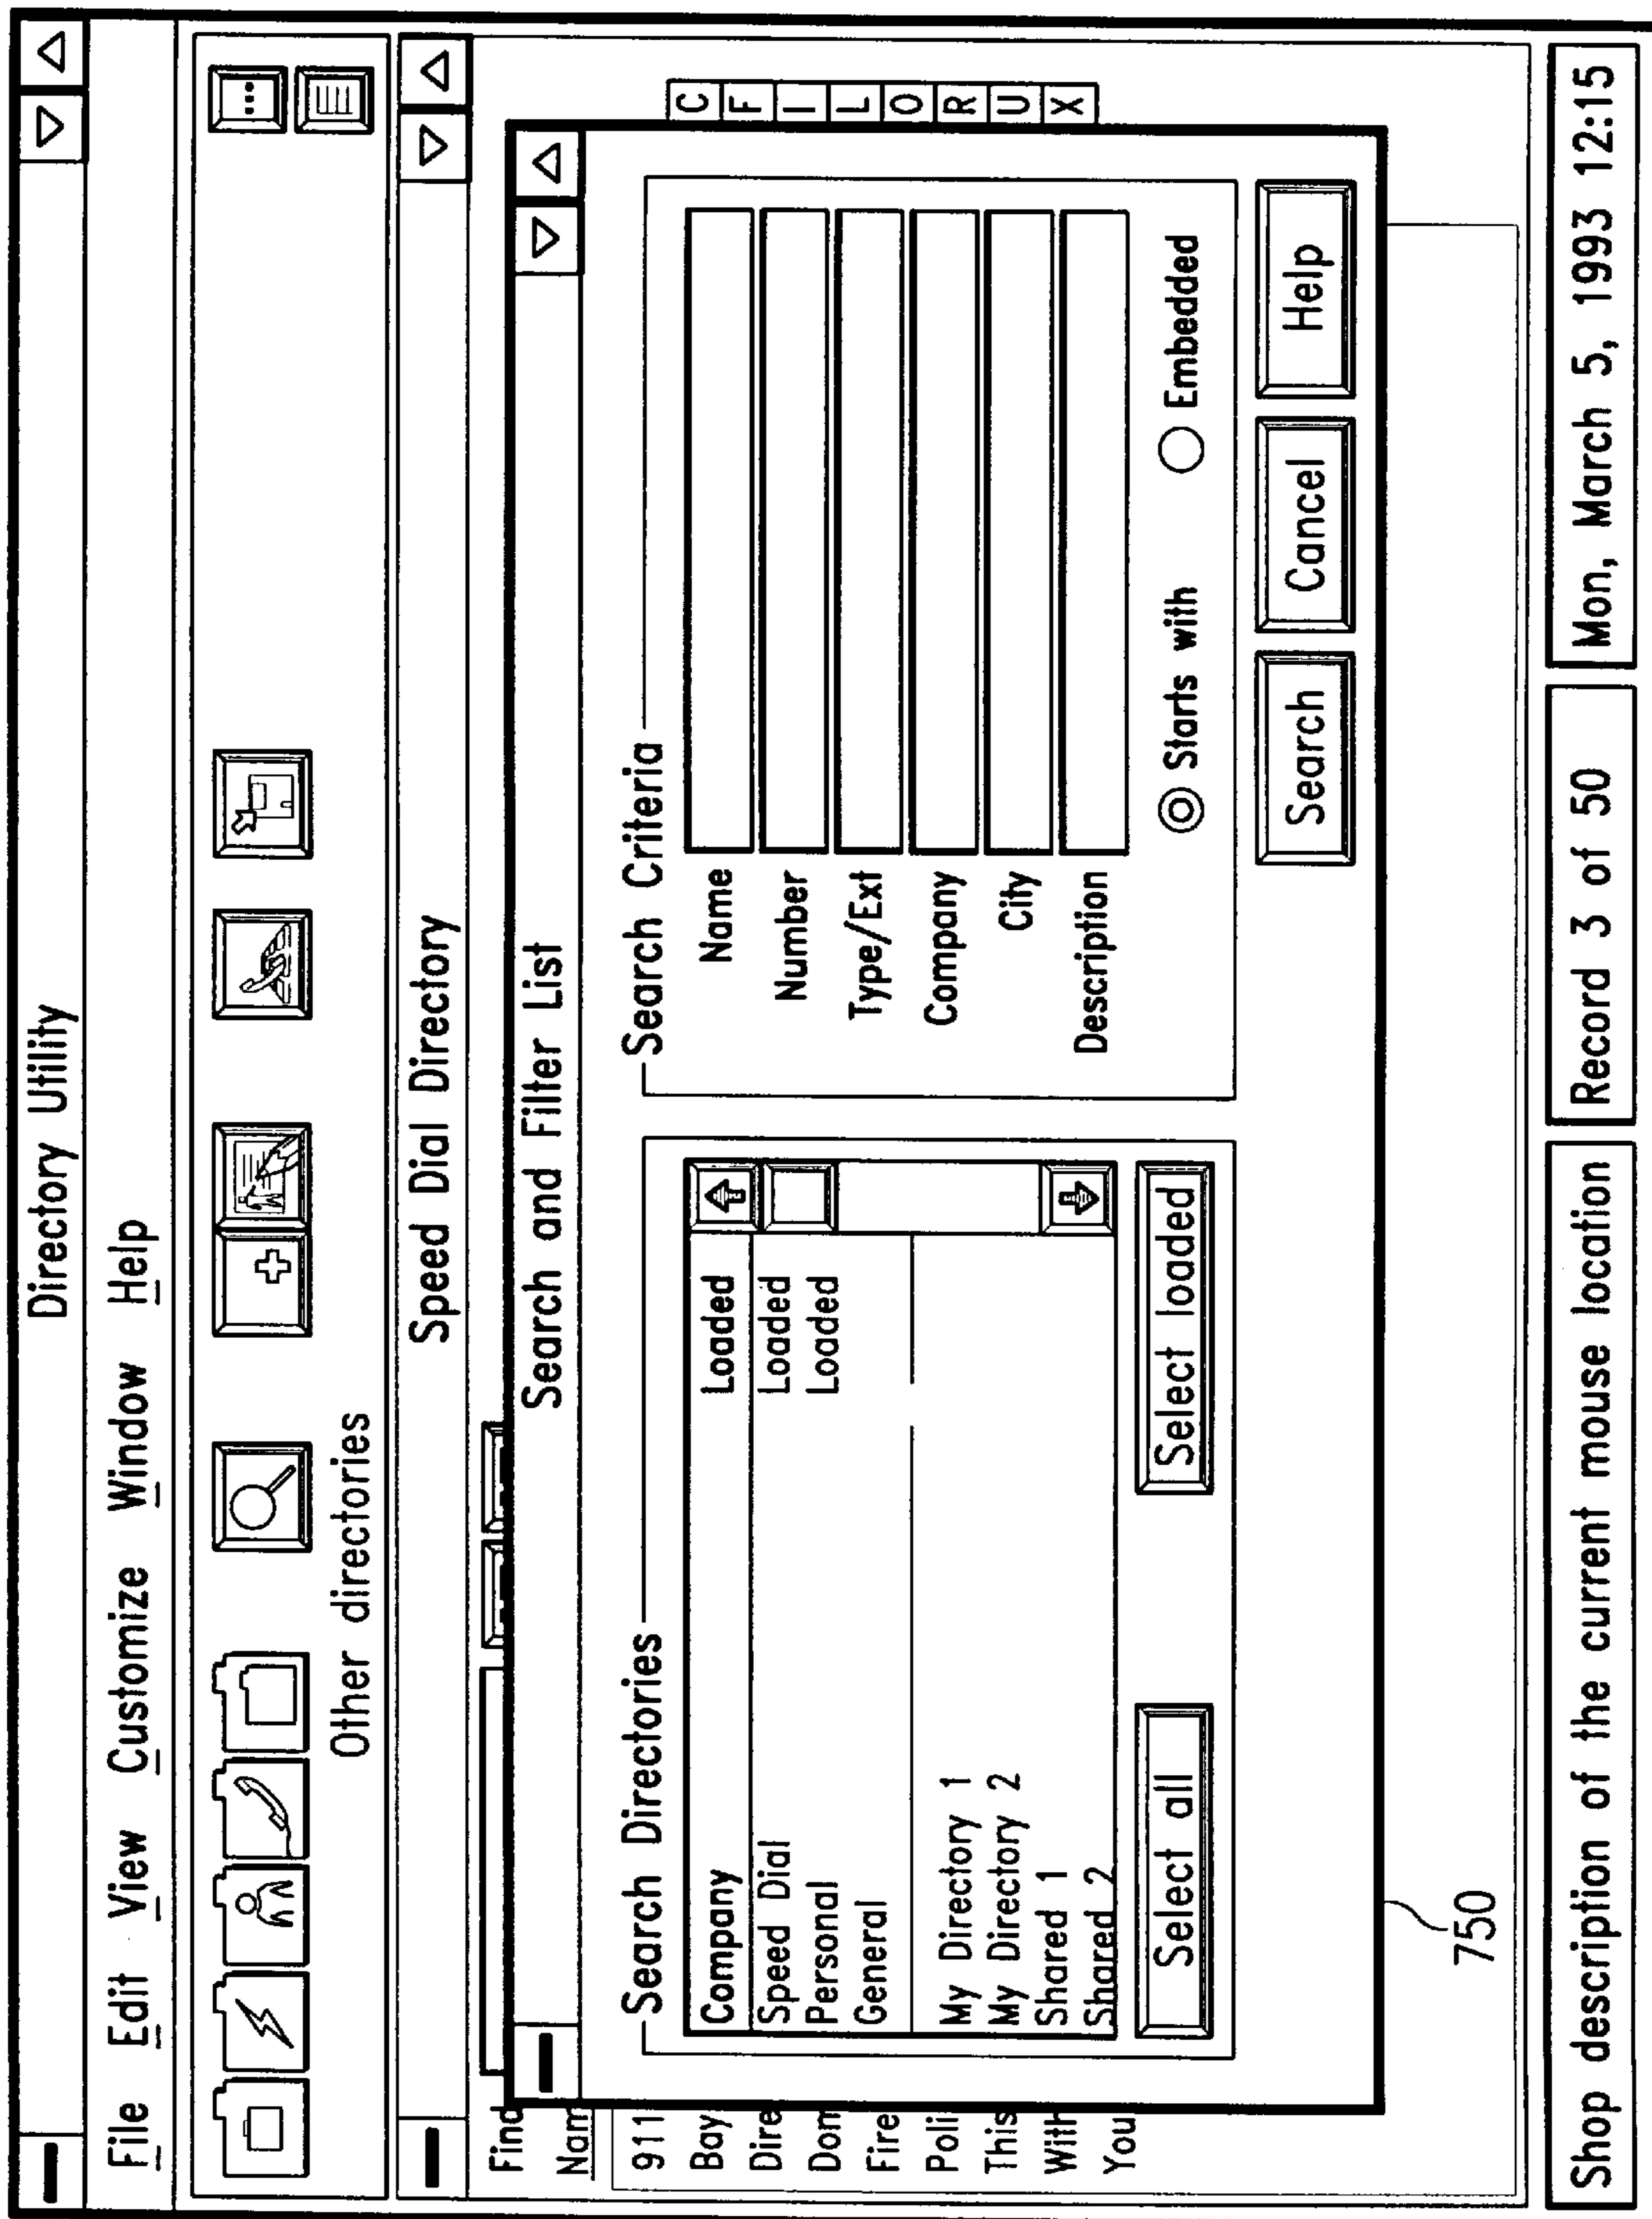 Directory Utility
File Edit View Customize Window Help
Other directories
Speed Dial Directory
Find
Nam
911
Bay
Dire
Don
Fire
Poli
This
With
You
C
F
I
L
O
R
U
X
Search and Filter List
Search Directories
Company Loaded
Speed Dial Loaded
Personal Loaded
General
My Directory 1
My Directory 2
Shared 1
Shared 2
Select all Select loaded
Search Criteria
Name
Number
Type/Ext
Company
City
Description
Starts with Embedded
Search Cancel Help
750
Shop description of the current mouse location Record 3 of 50 Mon, March 5, 1993 12:15